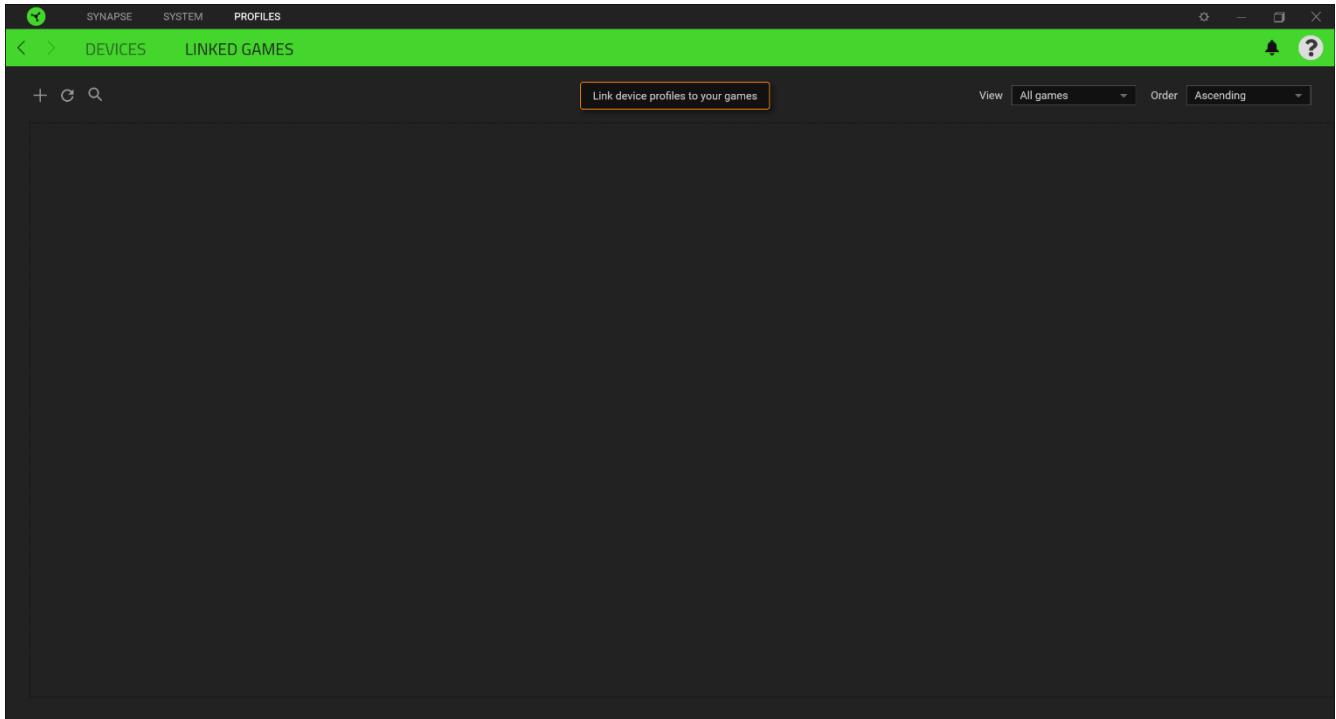 SYNAPSE SYSTEM PROFILES
DEVICES LINKED GAMES
?
Link device profiles to your games View All games Order Ascending